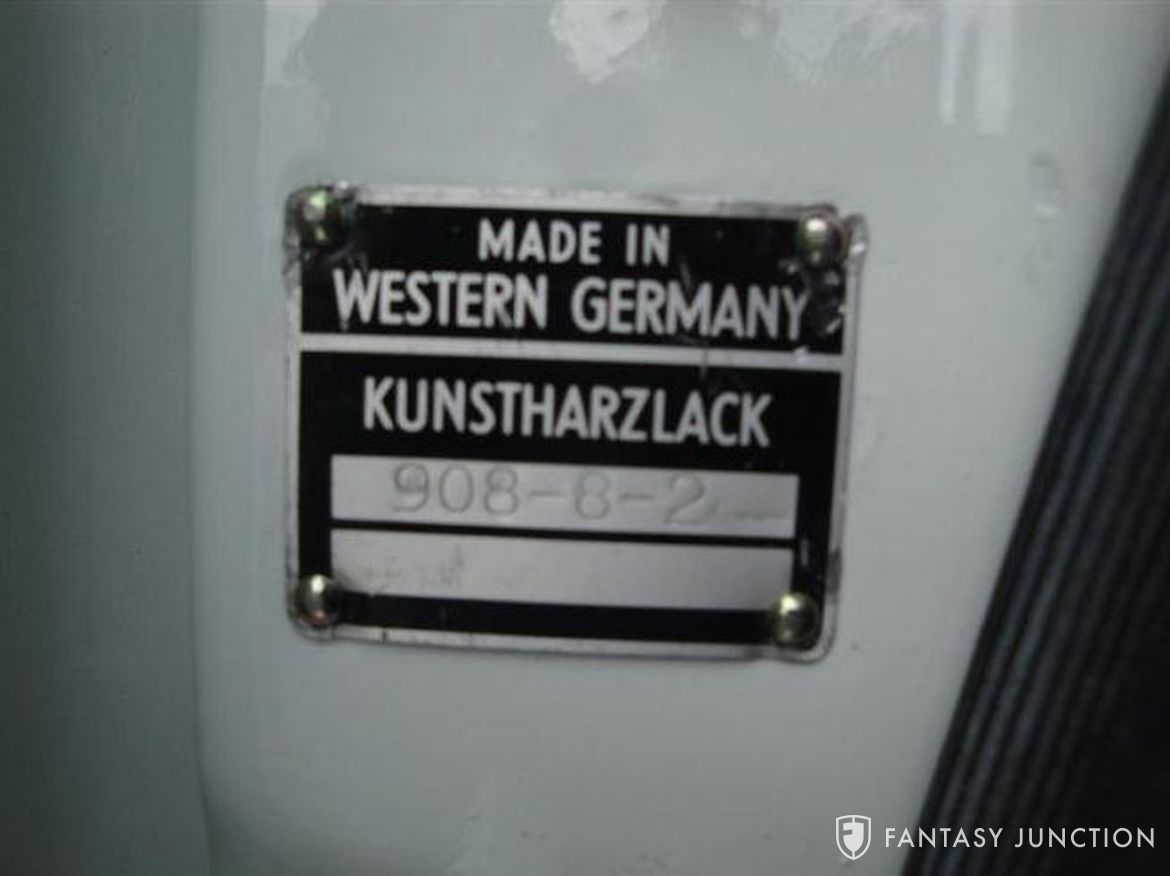 MADE IN
WESTERN GERMANY
KUNSTHARZLACK
908-8-2
FANTASY JUNCTION